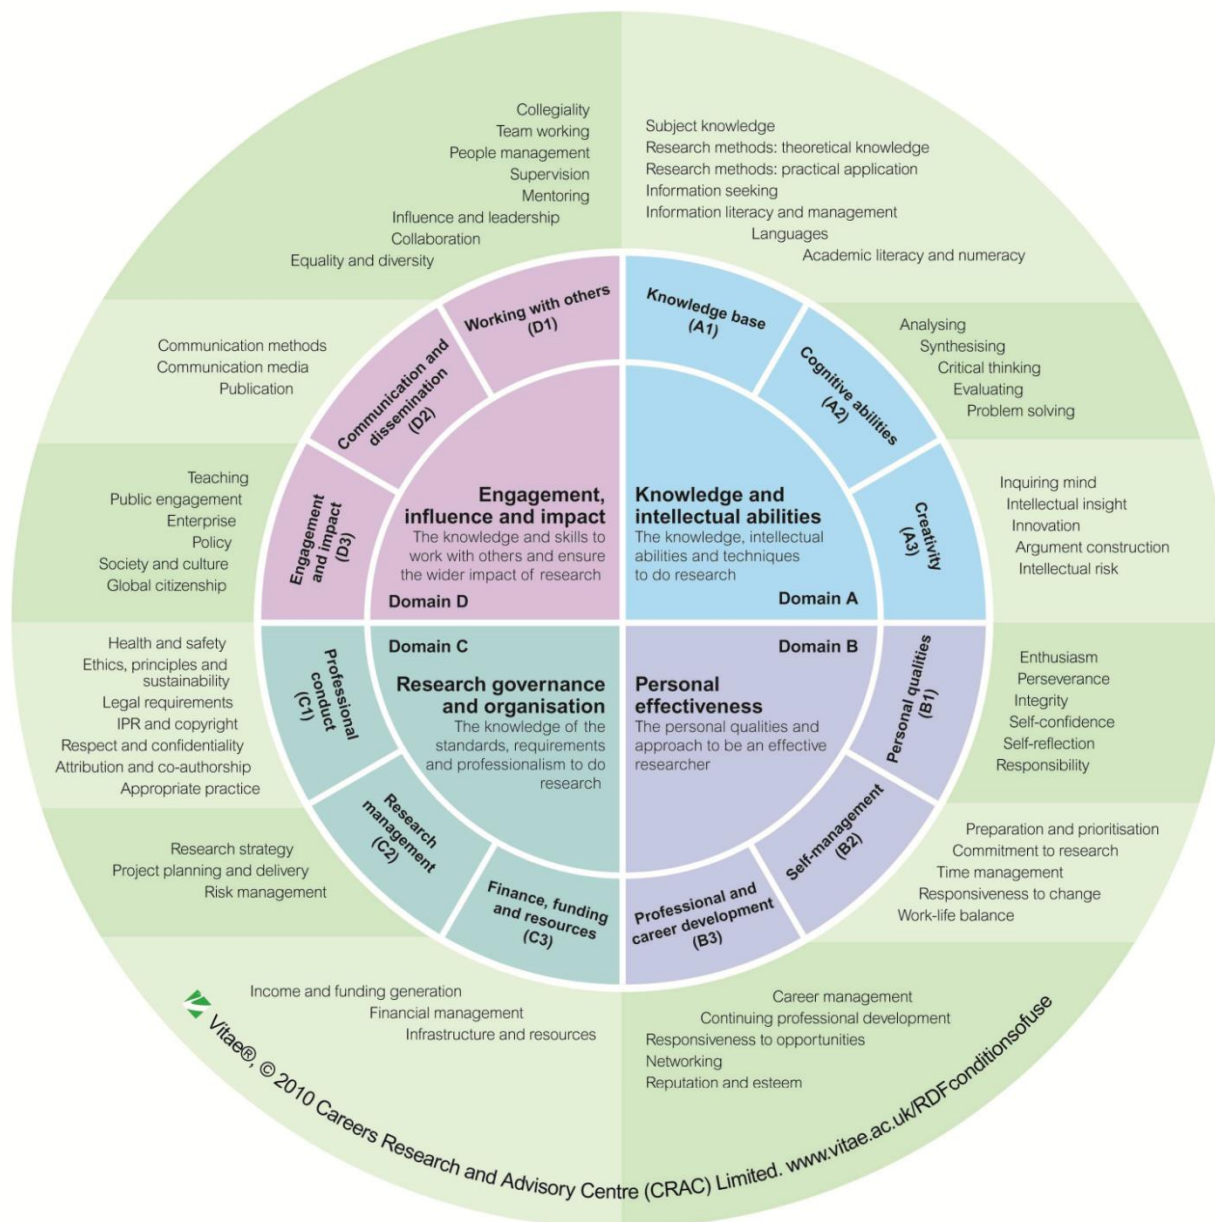 Collegiality
Team working
People management
Supervision
Mentoring
Influence and leadership
Collaboration
Equality and diversity
Subject knowledge
Research methods: theoretical knowledge
Research methods: practical application
Information seeking
Information literacy and management
Languages
Academic literacy and numeracy
Working with others
(D1)
Knowledge base
(A1)
Communication methods
Communication media
Publication
Communication and
dissemination
(D2)
Cognitive abilities
(A2)
Analysing
Synthesising
Critical thinking
Evaluating
Problem solving
Teaching
Public engagement
Enterprise
Policy
Society and culture
Global citizenship
Engagement
and impact
(D3)
Engagement,
influence and impact
The knowledge and skills to
work with others and ensure
the wider impact of research
Domain D
Knowledge and
intellectual abilities
The knowledge, intellectual
abilities and techniques
to do research
Domain A
Creativity
(A3)
Inquiring mind
Intellectual insight
Innovation
Argument construction
Intellectual risk
Health and safety
Ethics, principles and
sustainability
Legal requirements
IPR and copyright
Respect and confidentiality
Attribution and co-authorship
Appropriate practice
Professional
conduct
(C1)
Domain C
Research governance
and organisation
The knowledge of the
standards, requirements
and professionalism to do
research
Domain B
Personal
effectiveness
The personal qualities and
approach to be an effective
researcher
Personal qualities
(B1)
Enthusiasm
Perseverance
Integrity
Self-confidence
Self-reflection
Responsibility
Research strategy
Project planning and delivery
Risk management
Research
management
(C2)
Self-management
(B2)
Preparation and prioritisation
Commitment to research
Time management
Responsiveness to change
Work-life balance
Finance, funding
and resources
(C3)
Professional and
career development
(B3)
Income and funding generation
Financial management
Infrastructure and resources
Career management
Continuing professional development
Responsiveness to opportunities
Networking
Reputation and esteem
Vitae®, © 2010 Careers Research and Advisory Centre (CRAC) Limited. www.vitae.ac.uk/RDFconditionsofuse